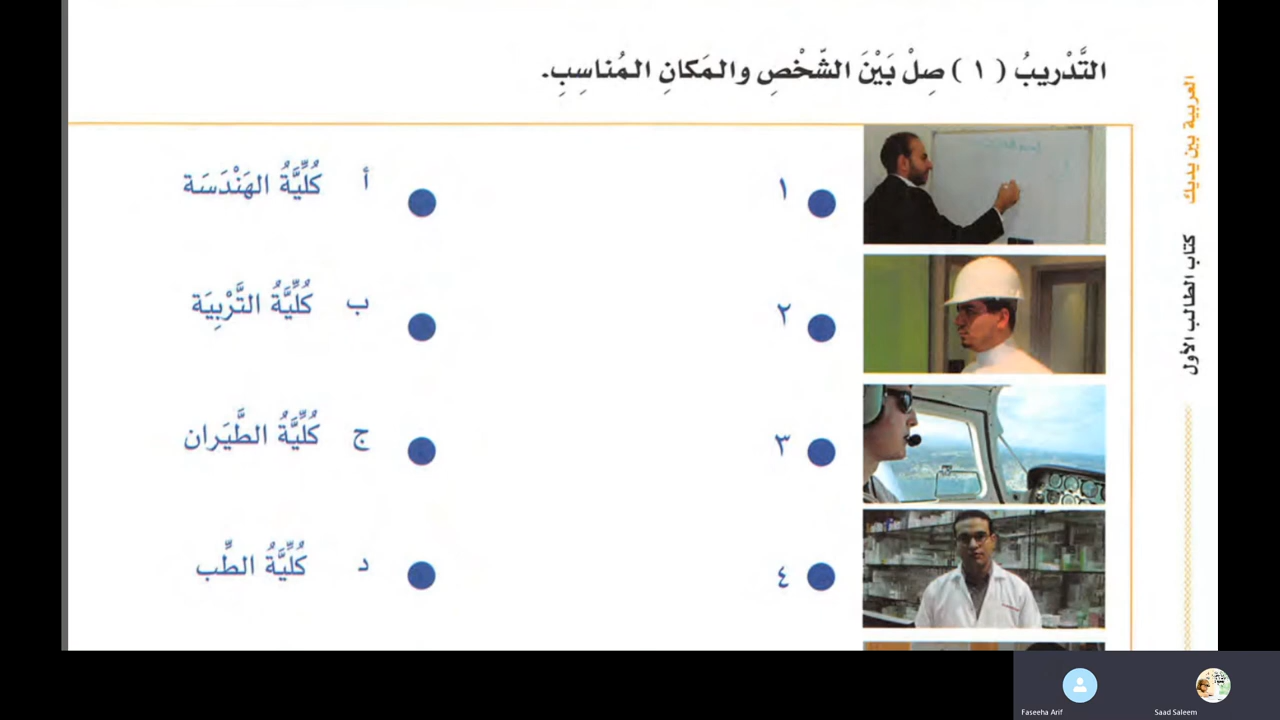 التَّدْريبُ ( ١ ) صِلْ بَيْنَ الشَّخْصِ والمَكانِ المُناسِبِ.
١
أ كُلِّيَّةُ الهَنْدَسَة
٢
ب كُلِّيَّةُ التَّرْبِيَة
٣
ج كُلِّيَّةُ الطَّيَران
٤
د كُلِّيَّةُ الطِّب
العربية بين يديك
كتاب الطالب الأول
Faseeha Arif
Saad Saleem